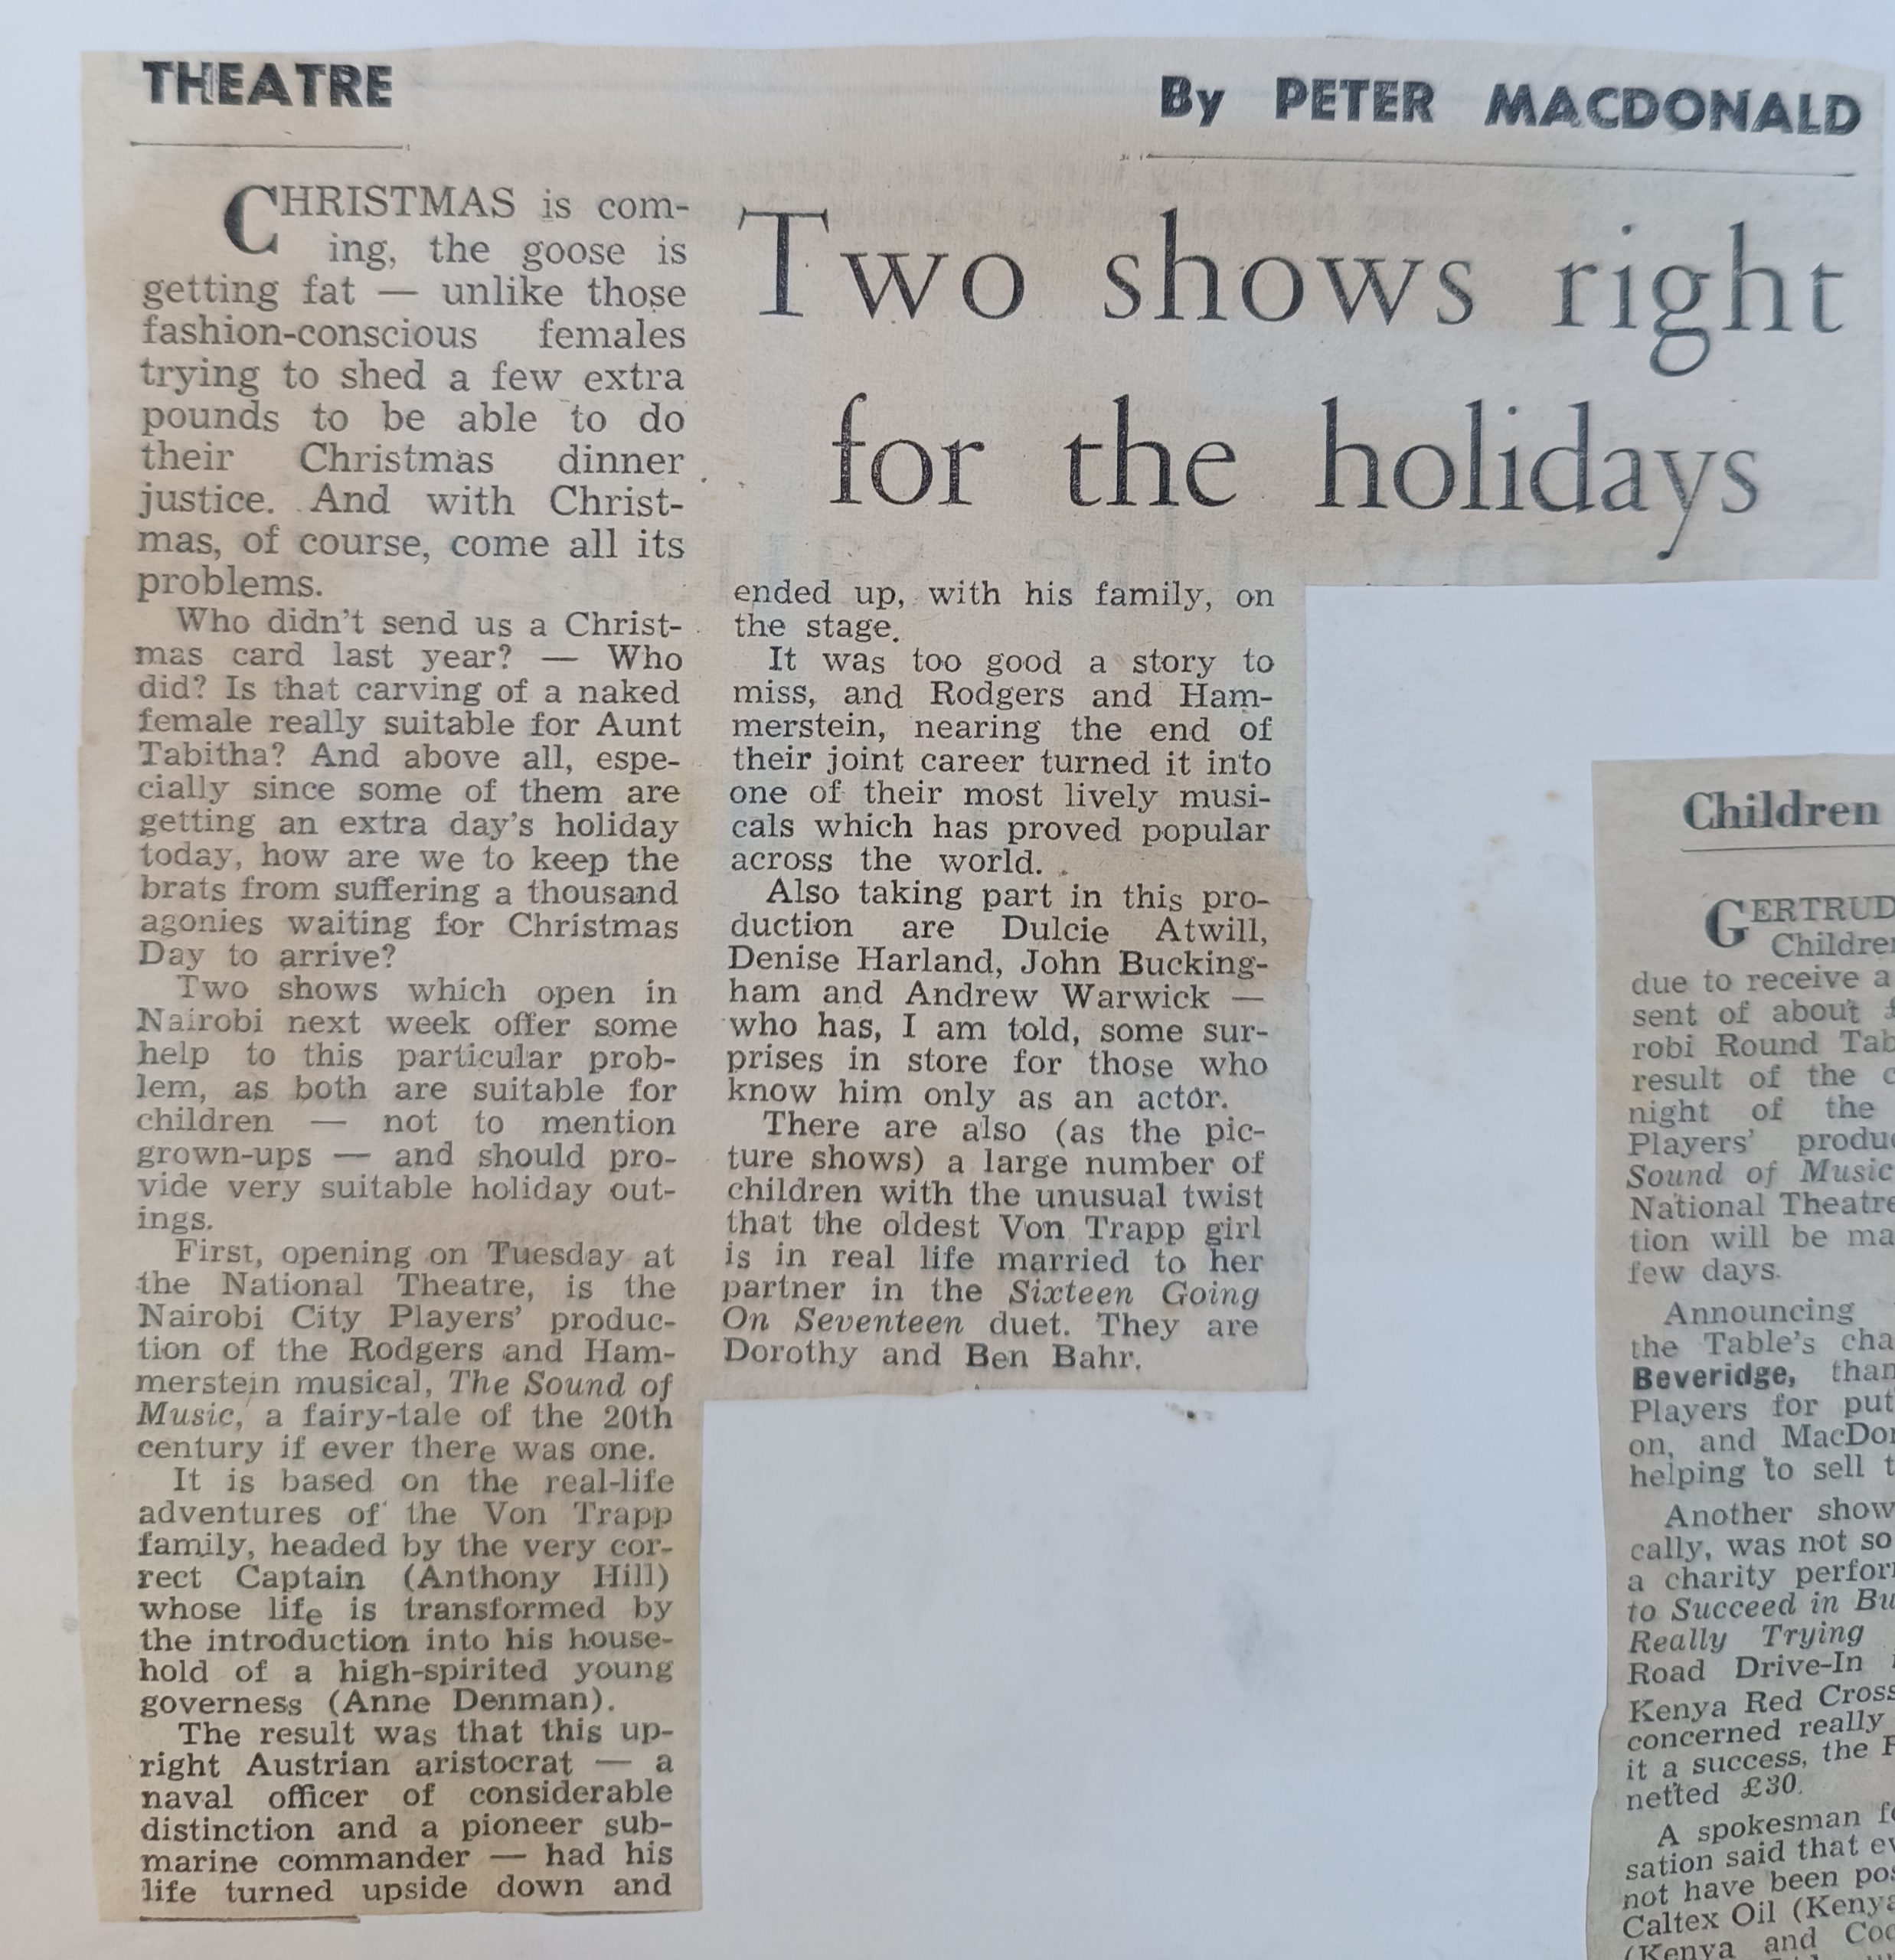 THEATRE
By PETER MACDONALD
Two shows right
for the holidays
CHRISTMAS is com-
ing, the goose is
getting fat — unlike those
fashion-conscious females
trying to shed a few extra
pounds to be able to do
their Christmas dinner
justice. And with Christ-
mas, of course, come all its
problems.
Who didn't send us a Christ-
mas card last year? — Who
did? Is that carving of a naked
female really suitable for Aunt
Tabitha? And above all, espe-
cially since some of them are
getting an extra day's holiday
today, how are we to keep the
brats from suffering a thousand
agonies waiting for Christmas
Day to arrive?
Two shows which open in
Nairobi next week offer some
help to this particular prob-
lem, as both are suitable for
children — not to mention
grown-ups — and should pro-
vide very suitable holiday out-
ings.
First, opening on Tuesday at
the National Theatre, is the
Nairobi City Players' produc-
tion of the Rodgers and Ham-
merstein musical, The Sound of
Music, a fairy-tale of the 20th
century if ever there was one.
It is based on the real-life
adventures of the Von Trapp
family, headed by the very cor-
rect Captain (Anthony Hill)
whose life is transformed by
the introduction into his house-
hold of a high-spirited young
governess (Anne Denman).
The result was that this up-
right Austrian aristocrat — a
naval officer of considerable
distinction and a pioneer sub-
marine commander — had his
life turned upside down and
ended up, with his family, on
the stage.
It was too good a story to
miss, and Rodgers and Ham-
merstein, nearing the end of
their joint career turned it into
one of their most lively musi-
cals which has proved popular
across the world.
Also taking part in this pro-
duction are Dulcie Atwill,
Denise Harland, John Bucking-
ham and Andrew Warwick —
who has, I am told, some sur-
prises in store for those who
know him only as an actor.
There are also (as the pic-
ture shows) a large number of
children with the unusual twist
that the oldest Von Trapp girl
is in real life married to her
partner in the Sixteen Going
On Seventeen duet. They are
Dorothy and Ben Bahr.
Children
GERTRUD
Childre
due to receive a
sent of about
robi Round Tab
result of the c
night of the
Players' produc
Sound of Music
National Theatre
tion will be ma
few days.
Announcing
the Table's cha
Beveridge, than
Players for put
on, and MacDon
helping to sell t
Another show
cally, was not so
a charity perfor
to Succeed in Bu
Really Trying
Road Drive-In
Kenya Red Cross
concerned really
it a success, the
netted £30.
A spokesman fo
sation said that ev
not have been pos
Caltex Oil (Kenya
(Kenya and Coc